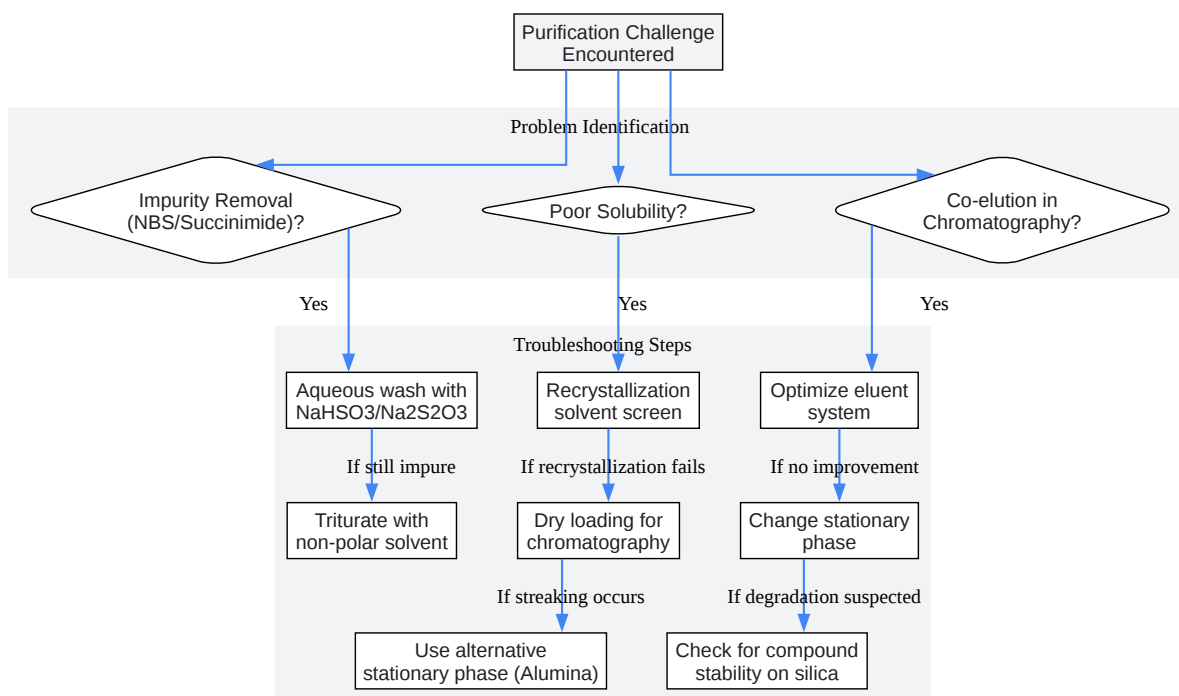 Purification Challenge
Encountered
Problem Identification
Impurity Removal
(NBS/Succinimide)?
Poor Solubility?
Co-elution in
Chromatography?
Yes
Yes
Yes
Troubleshooting Steps
Aqueous wash with
NaHSO3/Na2S2O3
Recrystallization
solvent screen
Optimize eluent
system
If still impure
If recrystallization fails
If no improvement
Triturate with
non-polar solvent
Dry loading for
chromatography
Change stationary
phase
If streaking occurs
If degradation suspected
Use alternative
stationary phase (Alumina)
Check for compound
stability on silica